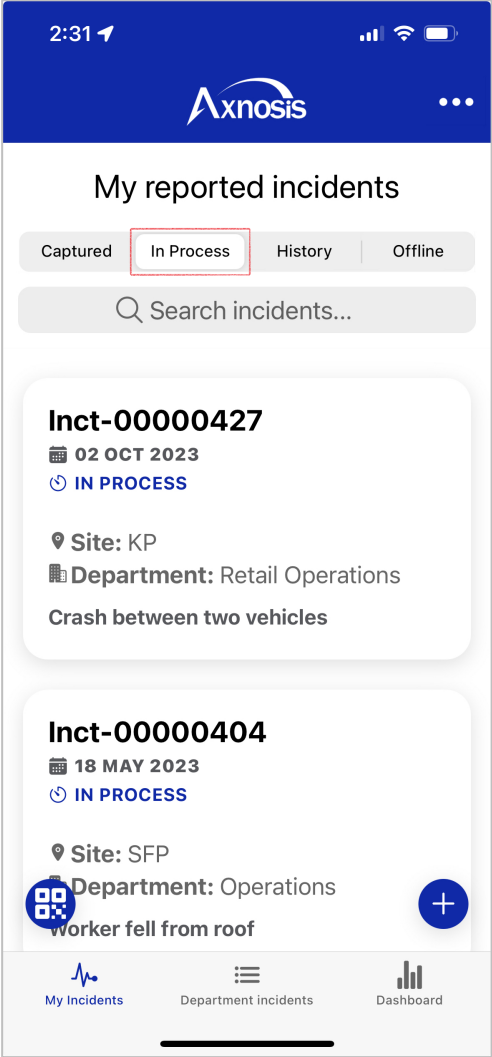 2:31
Axnosis
My reported incidents
Captured In Process History Offline
Search incidents...
Inct-00000427
02 OCT 2023
IN PROCESS
Site: KP
Department: Retail Operations
Crash between two vehicles
Inct-00000404
18 MAY 2023
IN PROCESS
Site: SFP
Department: Operations
Worker fell from roof
My Incidents Department incidents Dashboard